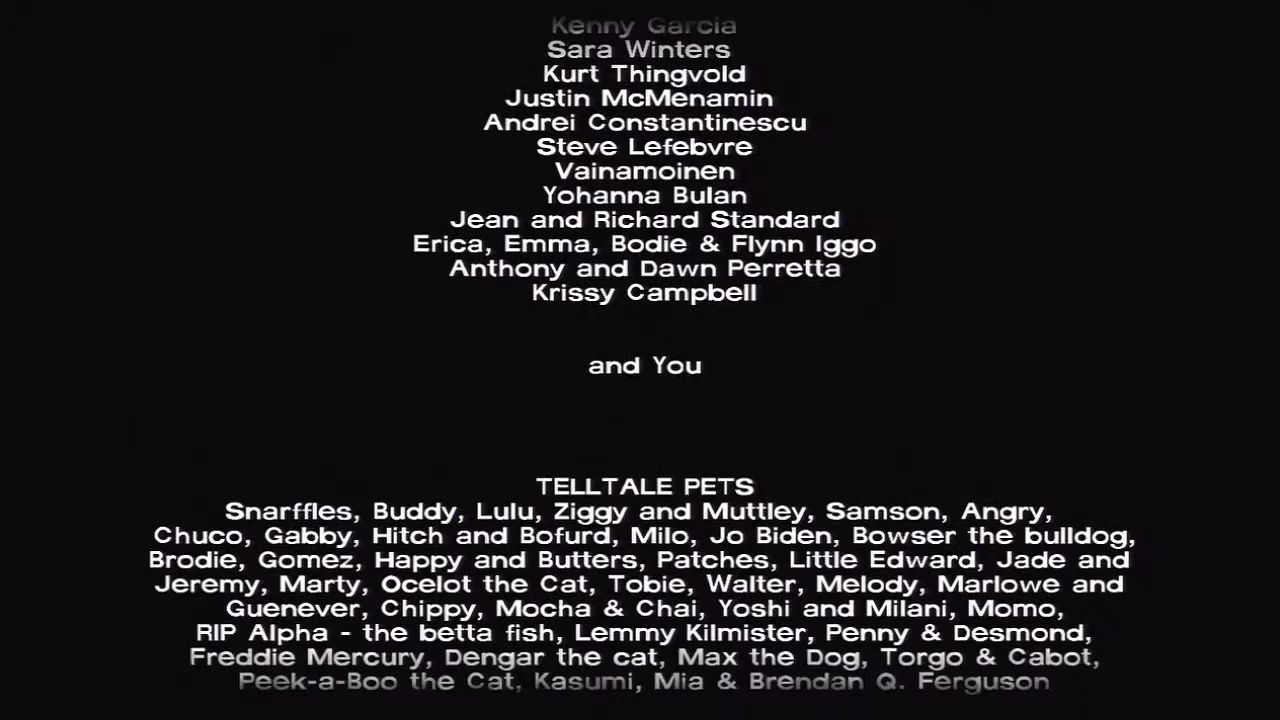 Kenny Garcia
Sara Winters
Kurt Thingvold
Justin McMenamin
Andrei Constantinescu
Steve Lefebvre
Vainamoinen
Yohanna Bulan
Jean and Richard Standard
Erica, Emma, Bodie & Flynn Iggo
Anthony and Dawn Perretta
Krissy Campbell
and You
TELLTALE PETS
Snarffles, Buddy, Lulu, Ziggy and Muttley, Samson, Angry,
Chuco, Gabby, Hitch and Bofurd, Milo, Jo Biden, Bowser the bulldog,
Brodie, Gomez, Happy and Butters, Patches, Little Edward, Jade and
Jeremy, Marty, Ocelot the Cat, Tobie, Walter, Melody, Marlowe and
Guenever, Chippy, Mocha & Chai, Yoshi and Milani, Momo,
RIP Alpha - the betta fish, Lemmy Kilmister, Penny & Desmond,
Freddie Mercury, Dengar the cat, Max the Dog, Torgo & Cabot,
Peek-a-Boo the Cat, Kasumi, Mia & Brendan Q. Ferguson